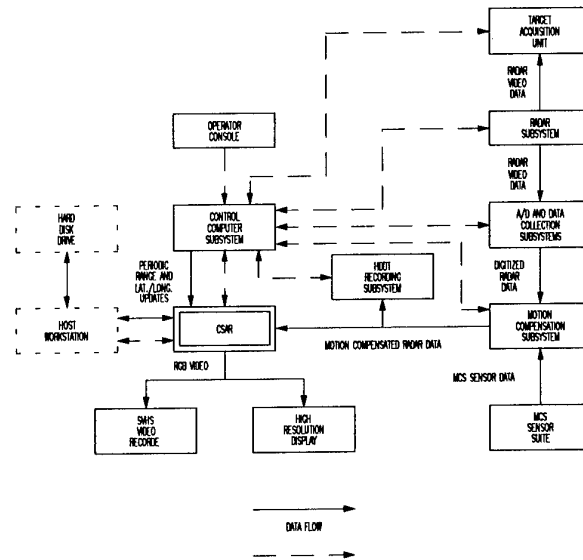 TARGET
ACQUISITION
UNIT
RADAR
VIDEO
DATA
OPERATOR
CONSOLE
RADAR
SUBSYSTEM
RADAR
VIDEO
DATA
HARD
DISK
DRIVE
CONTROL
COMPUTER
SUBSYSTEM
A/D AND DATA
COLLECTION
SUBSYSTEMS
PERIODIC
RANGE AND
LAT./LONG.
UPDATES
HDDT
RECORDING
SUBSYSTEM
DIGITIZED
RADAR
DATA
HOST
WORKSTATION
CSAR
MOTION
COMPENSATION
SUBSYSTEM
MOTION COMPENSATED RADAR DATA
RGB VIDEO
MCS SENSOR DATA
VIDEO
RECORDE
HIGH
RESOLUTION
DISPLAY
MCS
SENSOR
SUITE
DATA FLOW